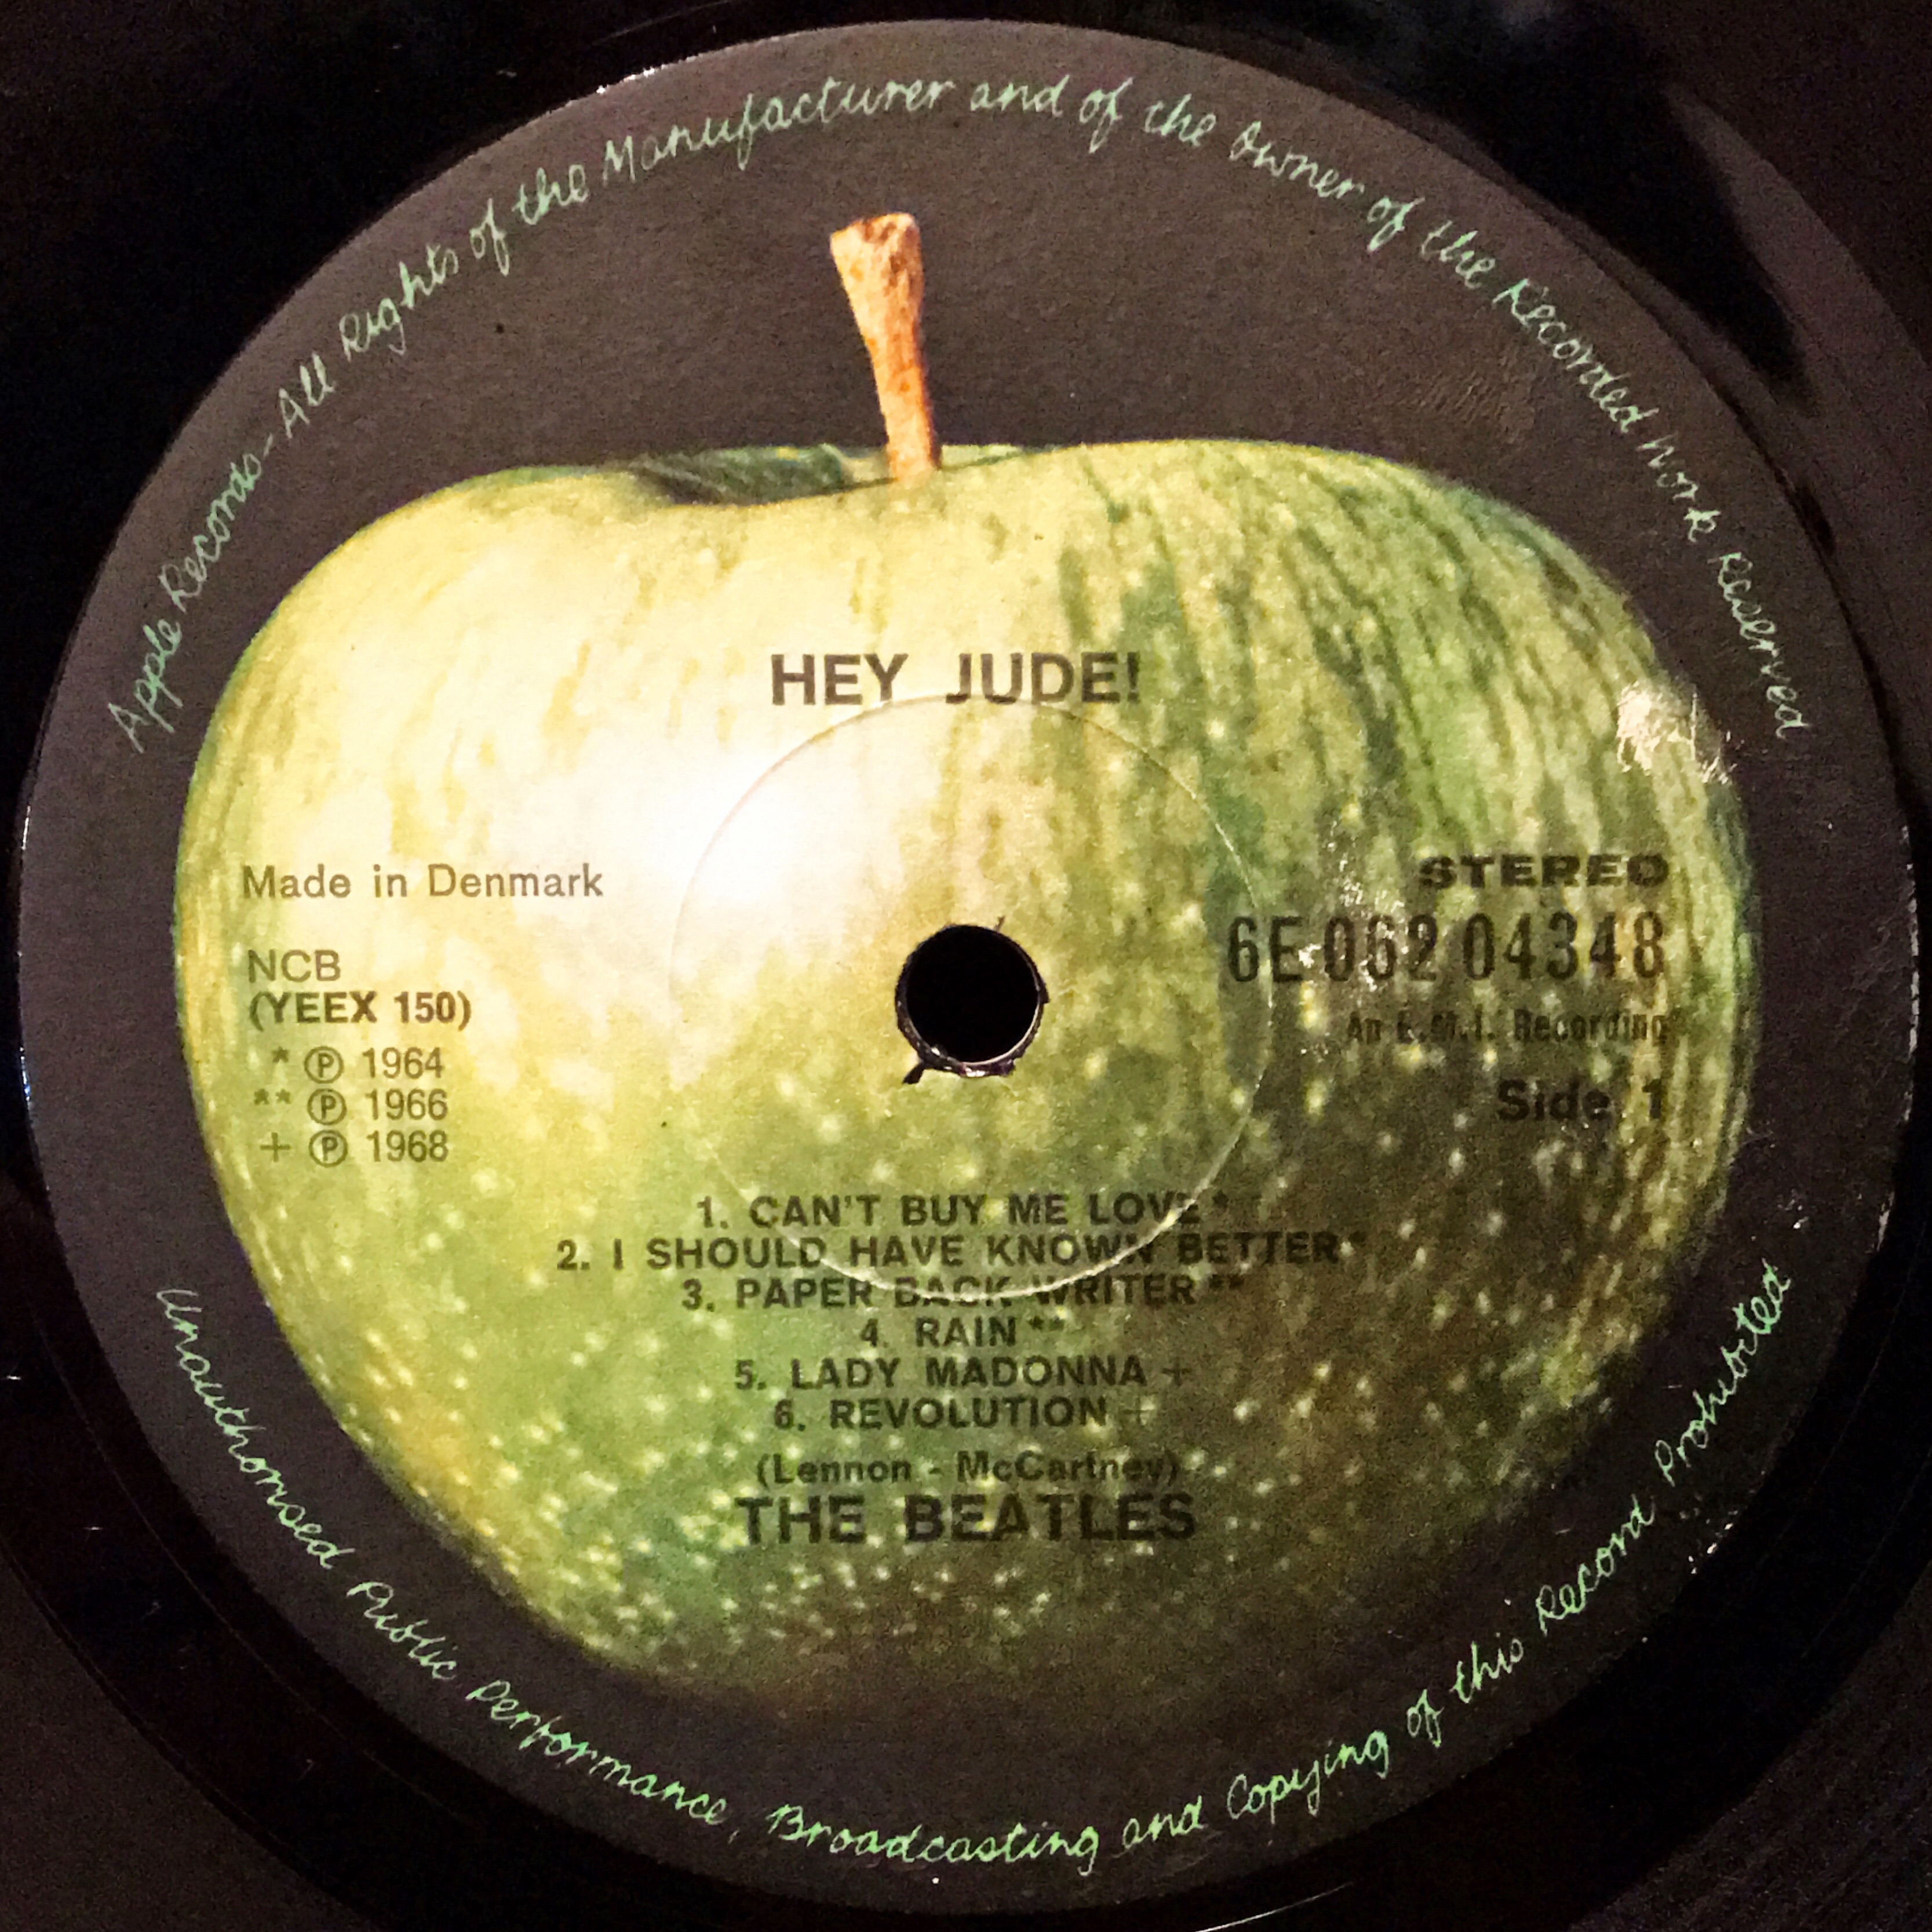 Apple Records - All Rights of the Manufacturer and of the Owner of the Recorded Work Reserved
HEY JUDE!
Made in Denmark
NCB
(YEEX 150)
* ℗ 1964
** ℗ 1966
+ ℗ 1968
STEREO
6E 062 04348
An E.M.I. Recording
Side 1
1. CAN'T BUY ME LOVE *
2. I SHOULD HAVE KNOWN BETTER *
3. PAPER BACK WRITER **
4. RAIN **
5. LADY MADONNA +
6. REVOLUTION +
(Lennon - McCartney)
THE BEATLES
Unauthorised Public Performance, Broadcasting and Copying of this Record Prohibited